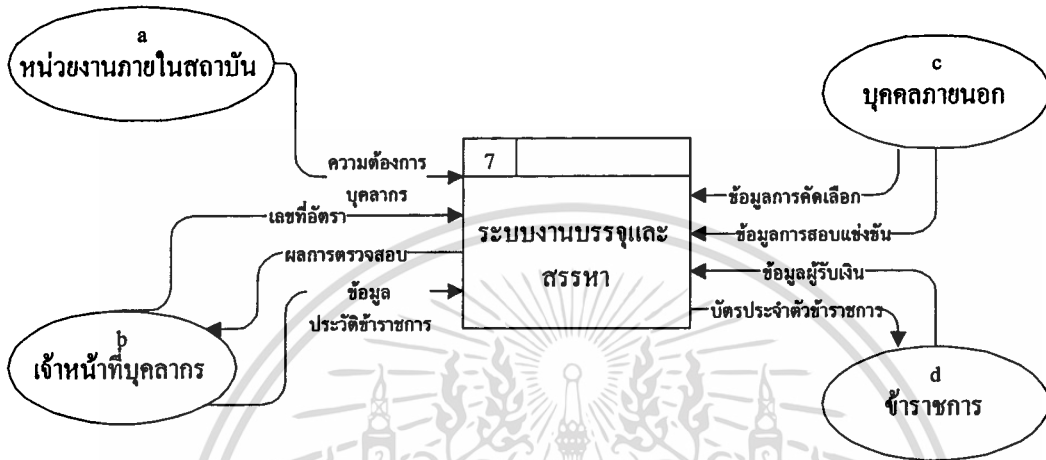 a
หน่วยงานภายในสถาบัน
c
บุคคลภายนอก
7
ความต้องการ
บุคลากร
เลขที่อัตรา
ผลการตรวจสอบ
ข้อมูล
ประวัติข้าราชการ
ระบบงานบรรจุและ
สรรหา
ข้อมูลการคัดเลือก
ข้อมูลการสอบแข่งขัน
ข้อมูลผู้รับเงิน
บัตรประจำตัวข้าราชการ
b
เจ้าหน้าที่บุคลากร
d
ข้าราชการ